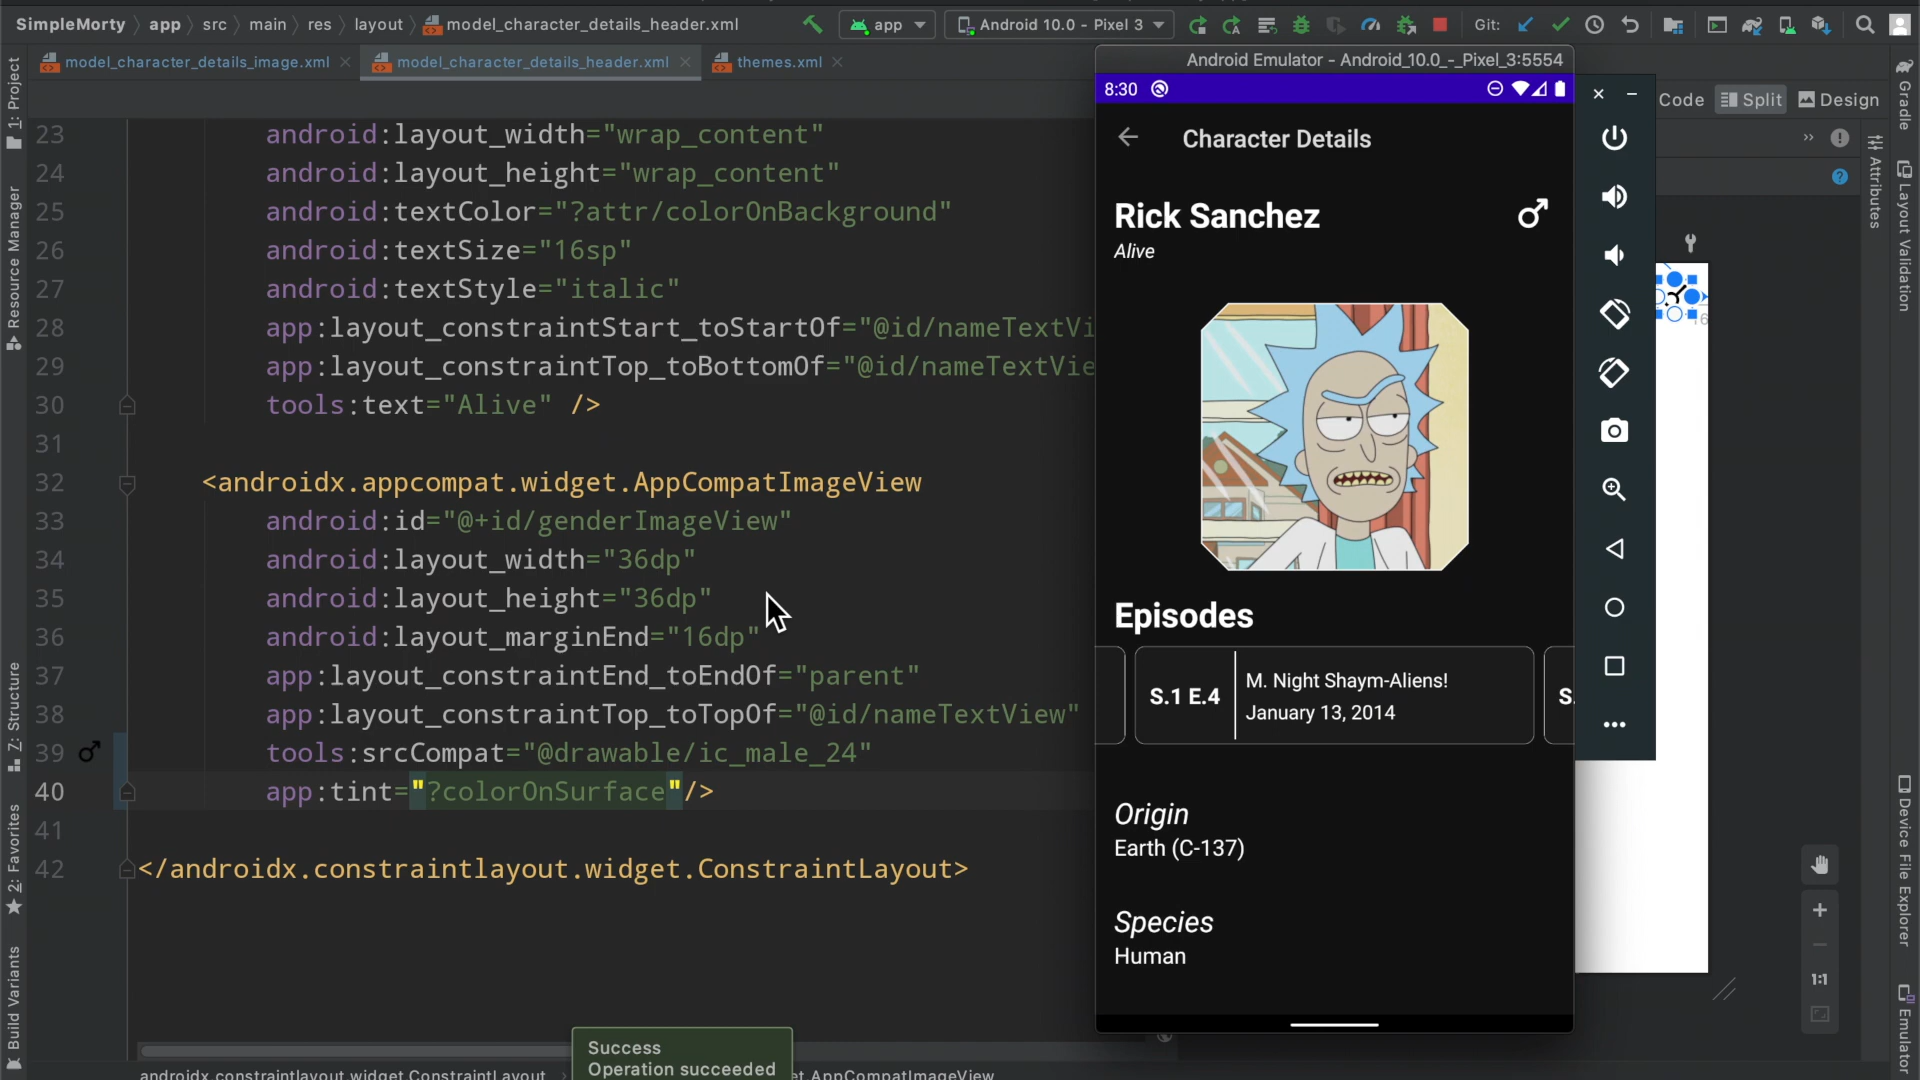 SimpleMorty
app
src
main
res
layout
model_character_details_header.xml
app
Android 10.0 - Pixel 3
Git:
model_character_details_image.xml
model_character_details_header.xml
themes.xml
Code
Split
Design
1: Project
Resource Manager
7: Structure
2: Favorites
Build Variants
23 android:layout_width="wrap_content"
24 android:layout_height="wrap_content"
25 android:textColor="?attr/colorOnBackground"
26 android:textSize="16sp"
27 android:textStyle="italic"
28 app:layout_constraintStart_toStartOf="@id/nameTextVi
29 app:layout_constraintTop_toBottomOf="@id/nameTextVie
30 tools:text="Alive" />
31
32 <androidx.appcompat.widget.AppCompatImageView
33 android:id="@+id/genderImageView"
34 android:layout_width="36dp"
35 android:layout_height="36dp"
36 android:layout_marginEnd="16dp"
37 app:layout_constraintEnd_toEndOf="parent"
38 app:layout_constraintTop_toTopOf="@id/nameTextView"
39 tools:srcCompat="@drawable/ic_male_24"
40 app:tint="?colorOnSurface"/>
41
42 </androidx.constraintlayout.widget.ConstraintLayout>
Success
Operation succeeded
androidx.constraintlayout.widget.ConstraintLayout
et.AppCompatImageView
Android Emulator - Android_10.0_-_Pixel_3:5554
8:30
Character Details
Rick Sanchez
Alive
Episodes
S.1 E.4
M. Night Shaym-Aliens!
January 13, 2014
S.
Origin
Earth (C-137)
Species
Human
16
1:1
Attributes
Gradle
Layout Validation
Device File Explorer
Emulator